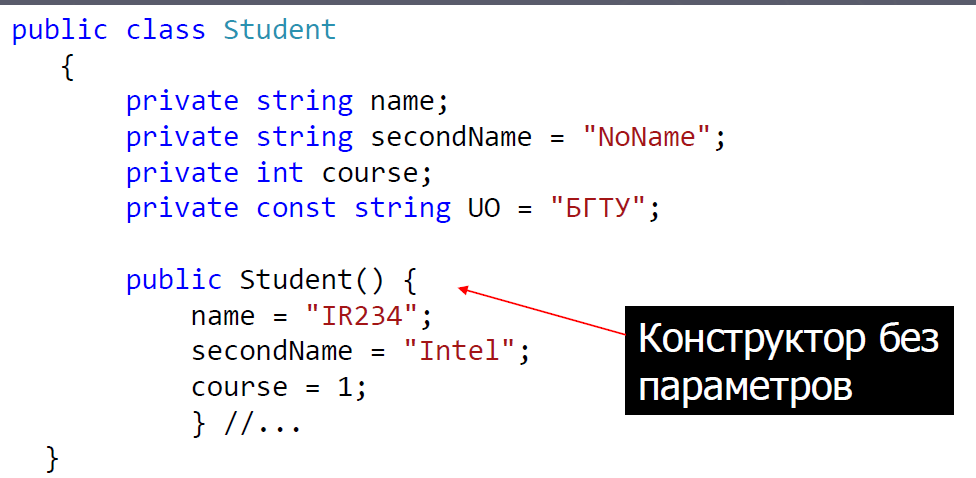 public class Student
{
private string name;
private string secondName = "NoName";
private int course;
private const string UO = "БГТУ";
public Student() {
name = "IR234";
secondName = "Intel";
course = 1;
} //...
}
Конструктор без
параметров